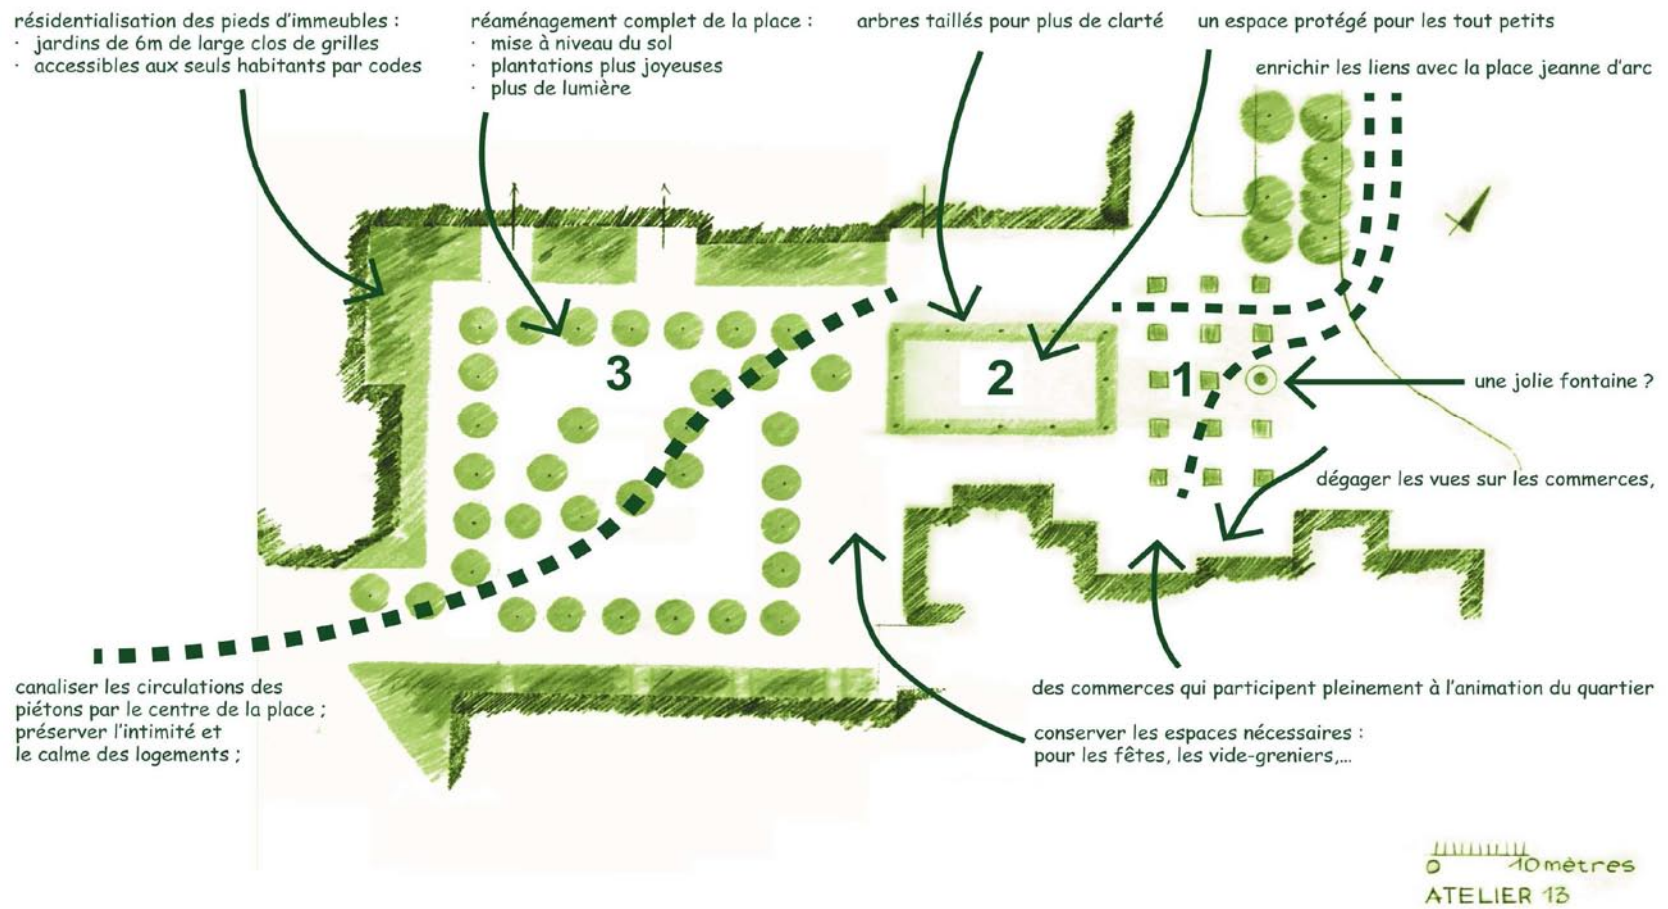 résidentialisation des pieds d'immeubles :
· jardins de 6m de large clos de grilles
· accessibles aux seuls habitants par codes
réaménagement complet de la place :
· mise à niveau du sol
· plantations plus joyeuses
· plus de lumière
arbres taillés pour plus de clarté
un espace protégé pour les tout petits
enrichir les liens avec la place jeanne d'arc
3
2
1
une jolie fontaine ?
dégager les vues sur les commerces,
canaliser les circulations des
piétons par le centre de la place ;
préserver l'intimité et
le calme des logements ;
des commerces qui participent pleinement à l'animation du quartier
conserver les espaces nécessaires :
pour les fêtes, les vide-greniers,...
0 10 mètres
ATELIER 13